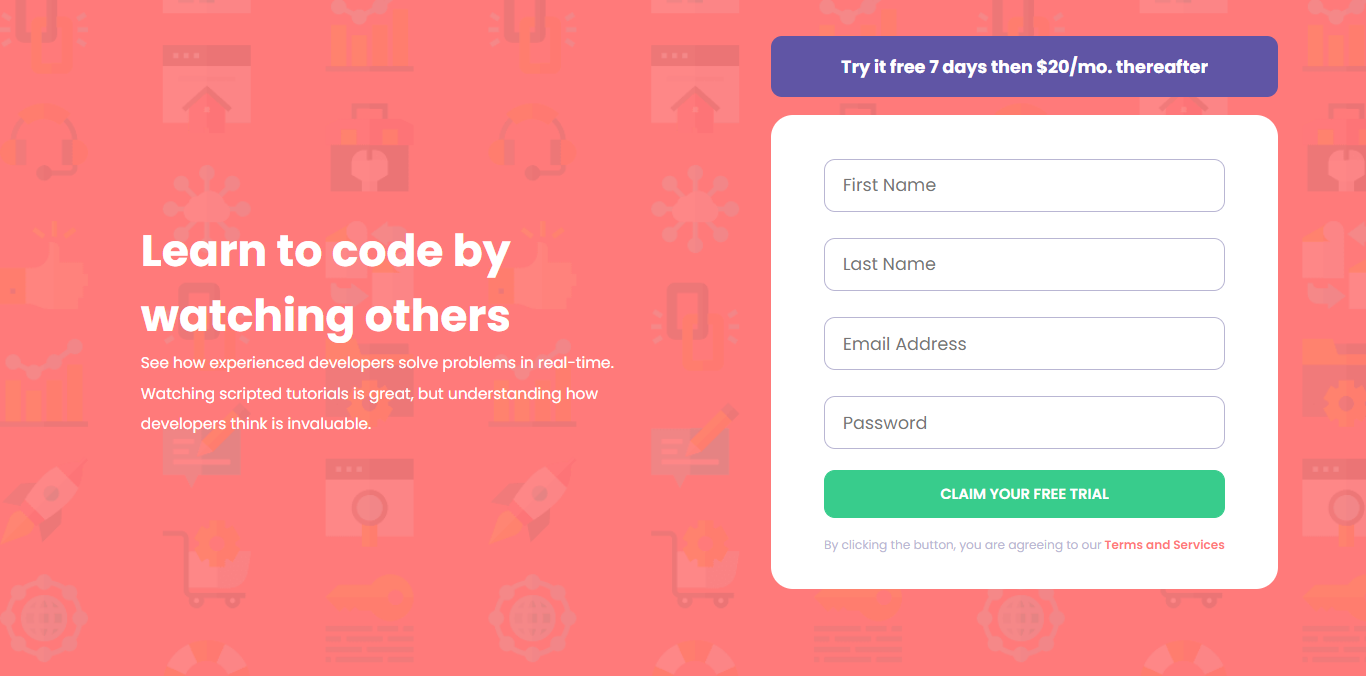 Learn to code by
watching others
See how experienced developers solve problems in real-time.
Watching scripted tutorials is great, but understanding how
developers think is invaluable.
Try it free 7 days then $20/mo. thereafter
First Name
Last Name
Email Address
Password
CLAIM YOUR FREE TRIAL
By clicking the button, you are agreeing to our Terms and Services